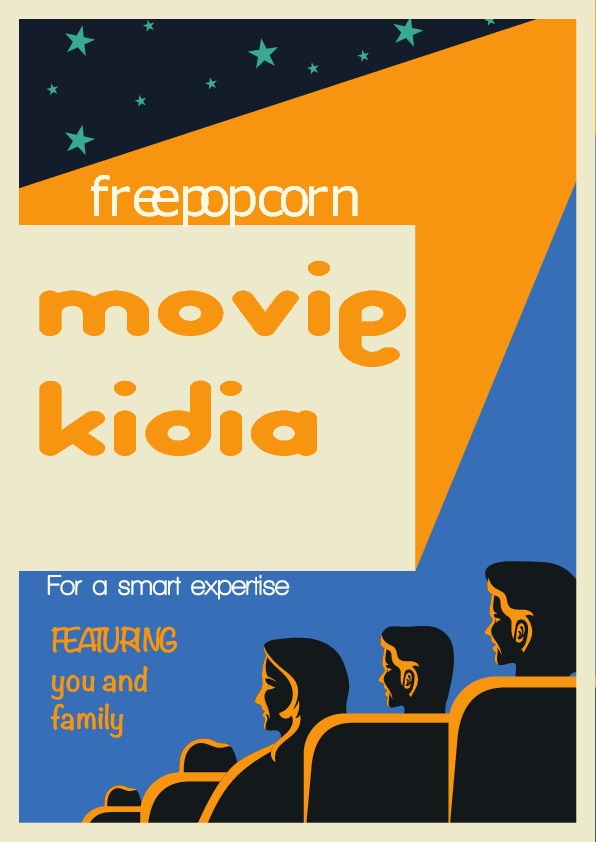 freepopcorn
movie
kidia
For a smart expertise
FEATURING
you and
family